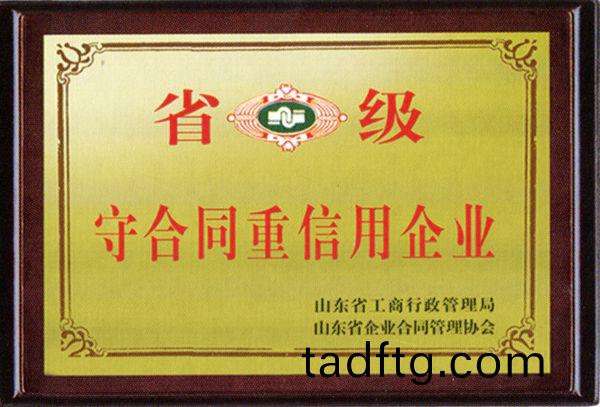 省 级
守合同重信用企业
山东省工商行政管理局
山东省企业合同管理协会
tadftg.com